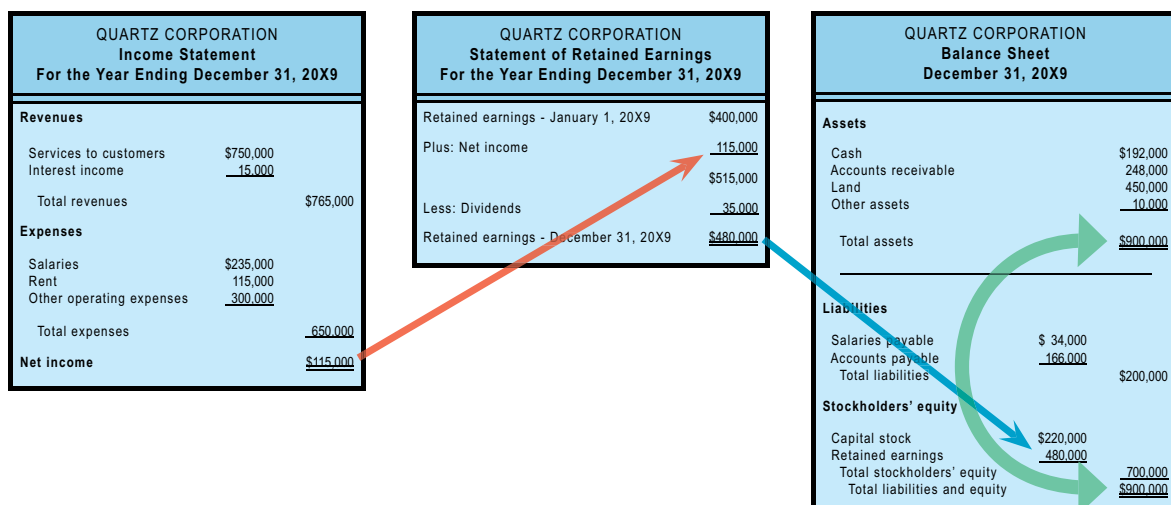 QUARTZ CORPORATION
Income Statement
For the Year Ending December 31, 20X9
Revenues
Services to customers $750,000
Interest income 15,000
Total revenues $765,000
Expenses
Salaries $235,000
Rent 115,000
Other operating expenses 300,000
Total expenses 650,000
Net income $115,000
QUARTZ CORPORATION
Statement of Retained Earnings
For the Year Ending December 31, 20X9
Retained earnings - January 1, 20X9 $400,000
Plus: Net income 115,000
$515,000
Less: Dividends 35,000
Retained earnings - December 31, 20X9 $480,000
QUARTZ CORPORATION
Balance Sheet
December 31, 20X9
Assets
Cash $192,000
Accounts receivable 248,000
Land 450,000
Other assets 10,000
Total assets $900,000
Liabilities
Salaries payable $ 34,000
Accounts payable 166,000
Total liabilities $200,000
Stockholders' equity
Capital stock $220,000
Retained earnings 480,000
Total stockholders' equity 700,000
Total liabilities and equity $900,000